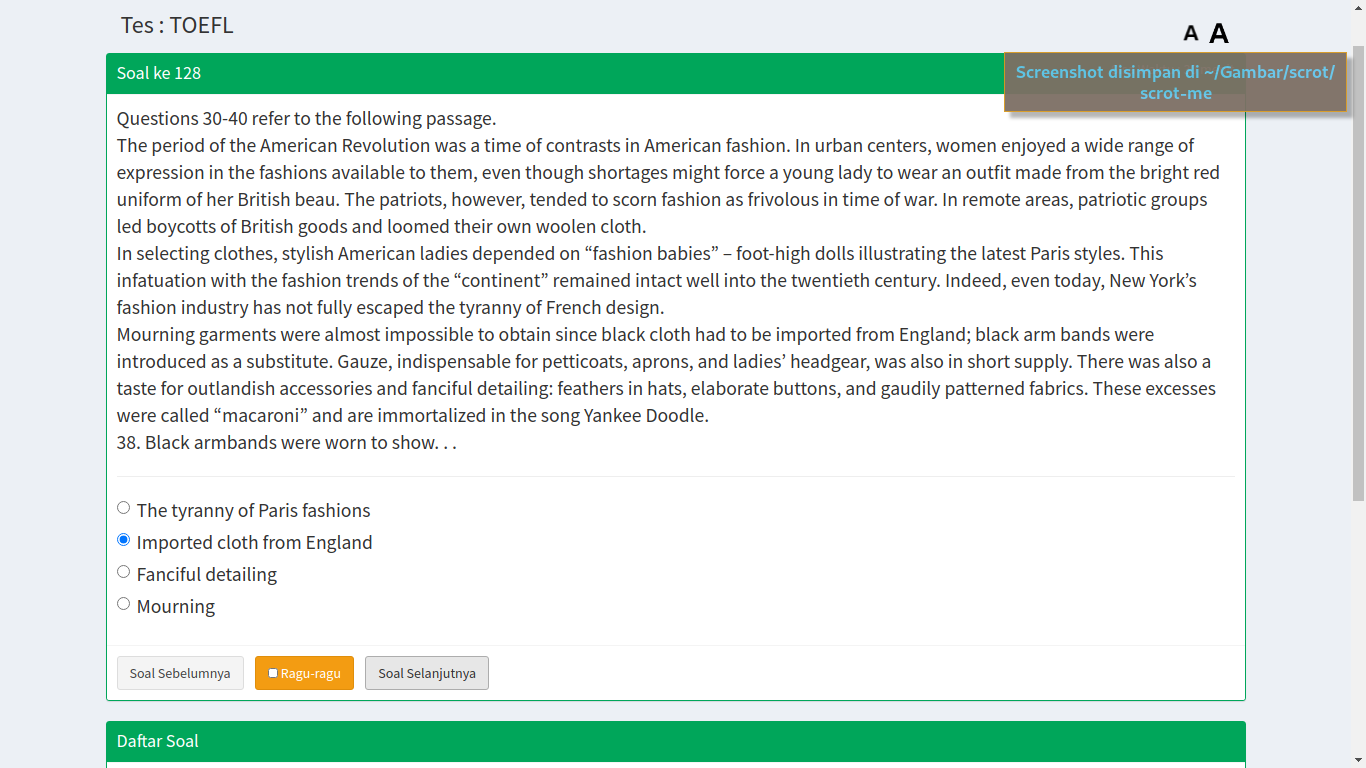 Tes : TOEFL
A A
Soal ke 128
Screenshot disimpan di ~/Gambar/scrot/
scrot-me
Questions 30-40 refer to the following passage.
The period of the American Revolution was a time of contrasts in American fashion. In urban centers, women enjoyed a wide range of
expression in the fashions available to them, even though shortages might force a young lady to wear an outfit made from the bright red
uniform of her British beau. The patriots, however, tended to scorn fashion as frivolous in time of war. In remote areas, patriotic groups
led boycotts of British goods and loomed their own woolen cloth.
In selecting clothes, stylish American ladies depended on “fashion babies” – foot-high dolls illustrating the latest Paris styles. This
infatuation with the fashion trends of the “continent” remained intact well into the twentieth century. Indeed, even today, New York’s
fashion industry has not fully escaped the tyranny of French design.
Mourning garments were almost impossible to obtain since black cloth had to be imported from England; black arm bands were
introduced as a substitute. Gauze, indispensable for petticoats, aprons, and ladies’ headgear, was also in short supply. There was also a
taste for outlandish accessories and fanciful detailing: feathers in hats, elaborate buttons, and gaudily patterned fabrics. These excesses
were called “macaroni” and are immortalized in the song Yankee Doodle.
38. Black armbands were worn to show. . .
The tyranny of Paris fashions
Imported cloth from England
Fanciful detailing
Mourning
Soal Sebelumnya Ragu-ragu Soal Selanjutnya
Daftar Soal